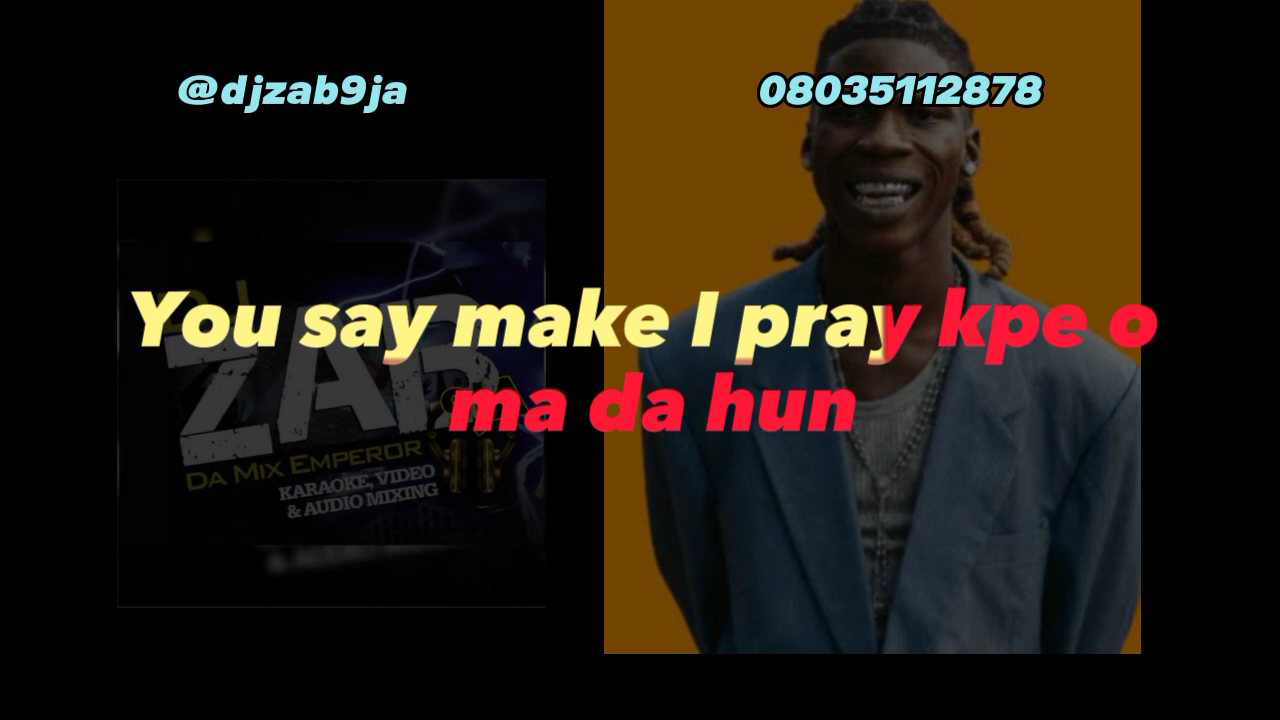 @djzab9ja
08035112878
You say make I pray kpe o
ma da hun
ZAB
DA MIX EMPEROR
KARAOKE, VIDEO
& AUDIO MIXING